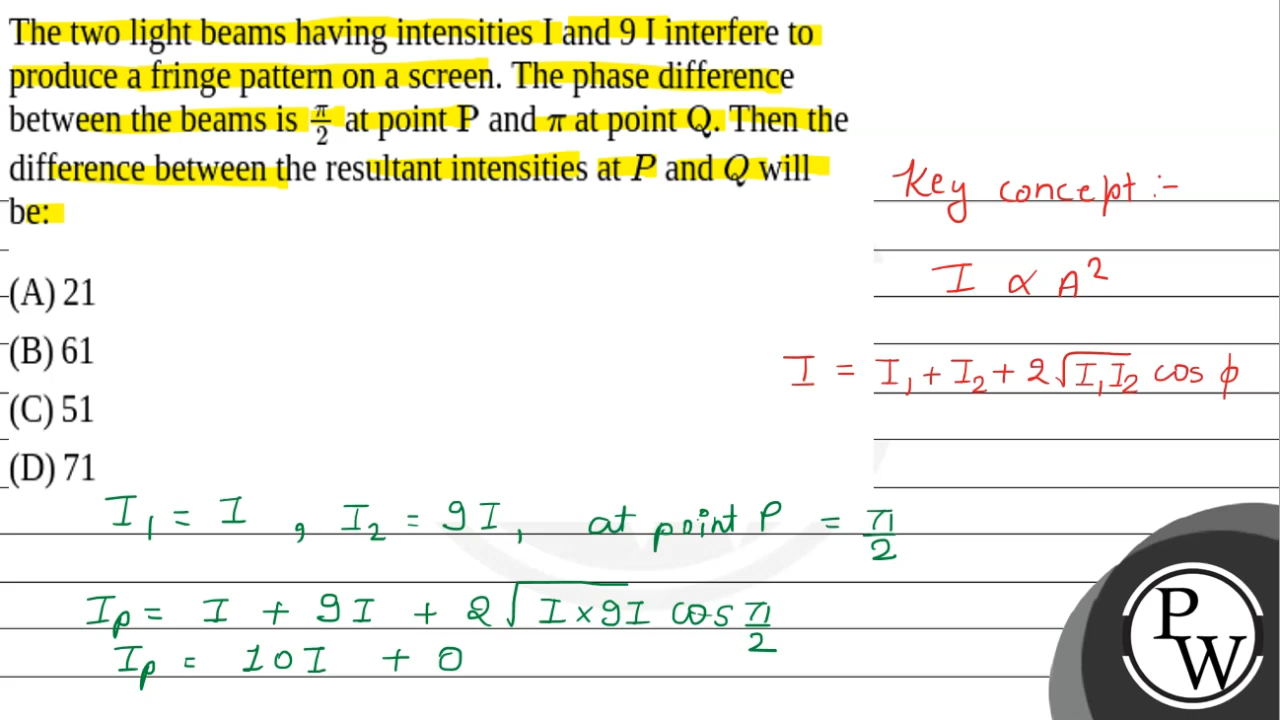 The two light beams having intensities I and 9 I interfere to
produce a fringe pattern on a screen. The phase difference
between the beams is π/2 at point P and π at point Q. Then the
difference between the resultant intensities at P and Q will
be:
Key concept :-
(A) 21
I ∝ A²
(B) 61
I = I₁ + I₂ + 2√I₁I₂ cos ϕ
(C) 51
(D) 71
I₁ = I , I₂ = 9I, at point P = π/2
Iₚ = I + 9I + 2√I×9I cos π/2
Iₚ = 10I + 0
P
W